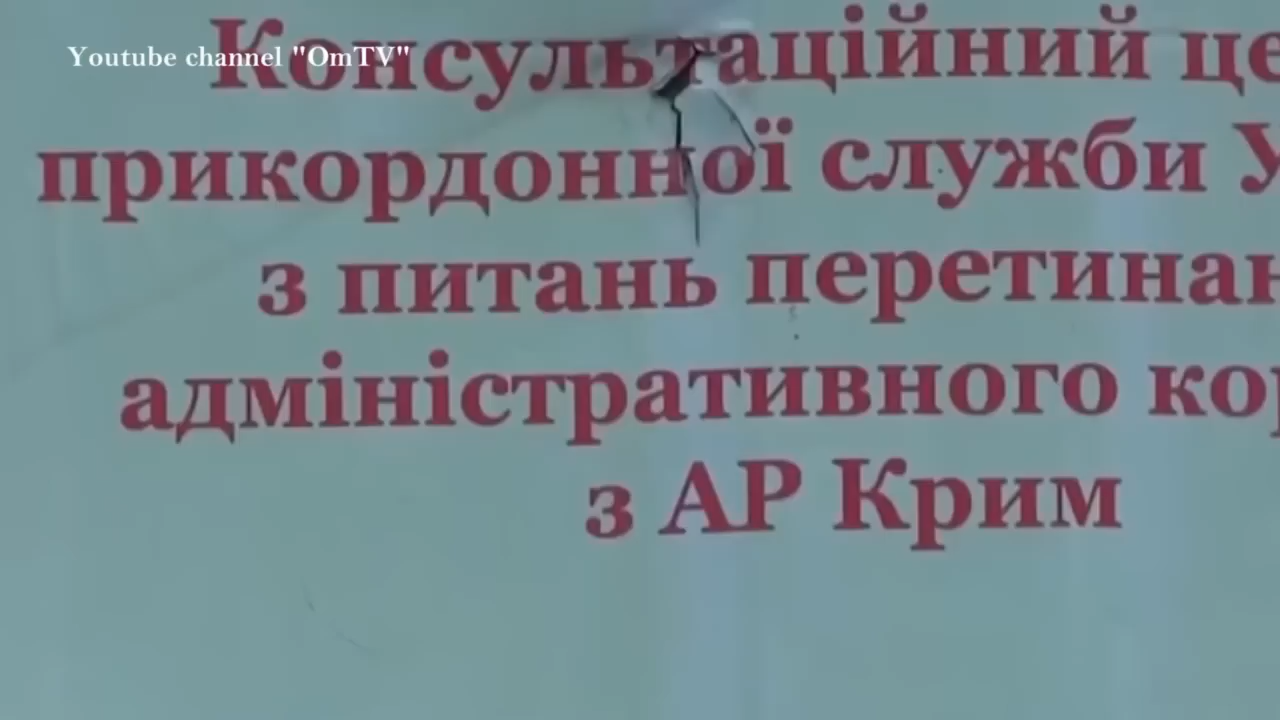 Youtube channel "OmTV"
Консультаційний це
прикордонної служби У
з питань перетинан
адміністративного кор
з АР Крим